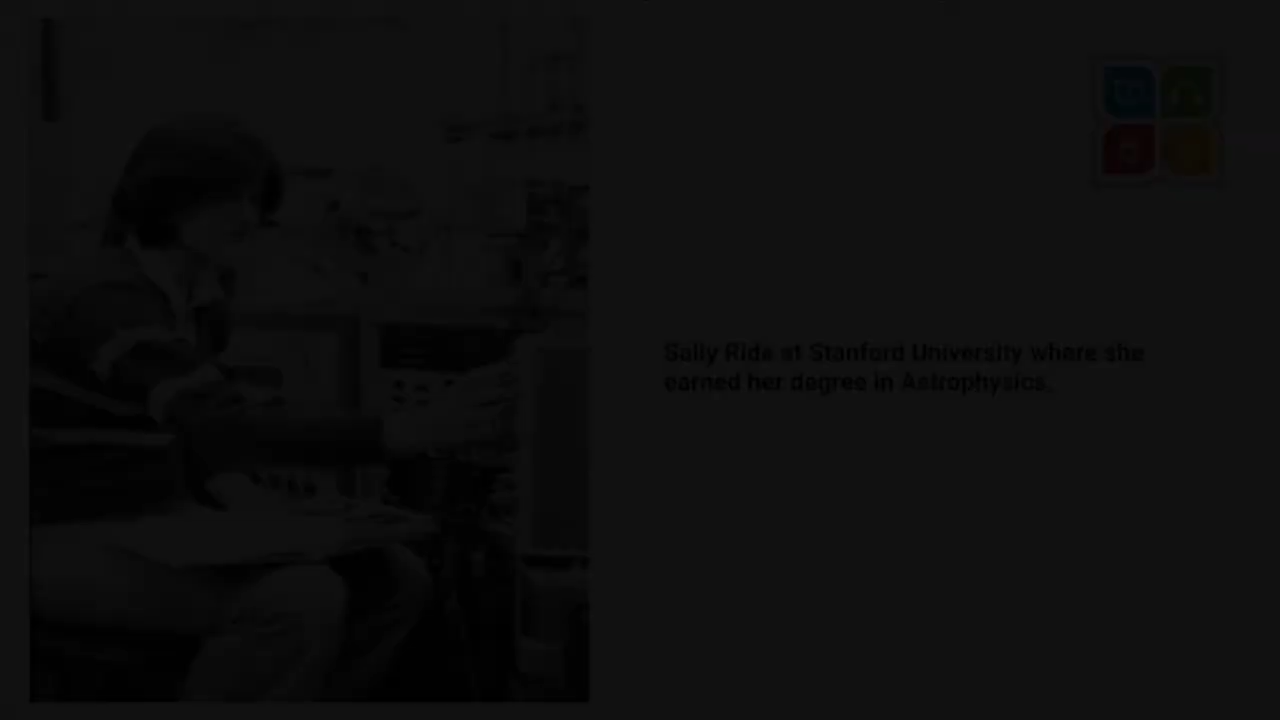 Sally Ride at Stanford University where she
earned her degree in Astrophysics.